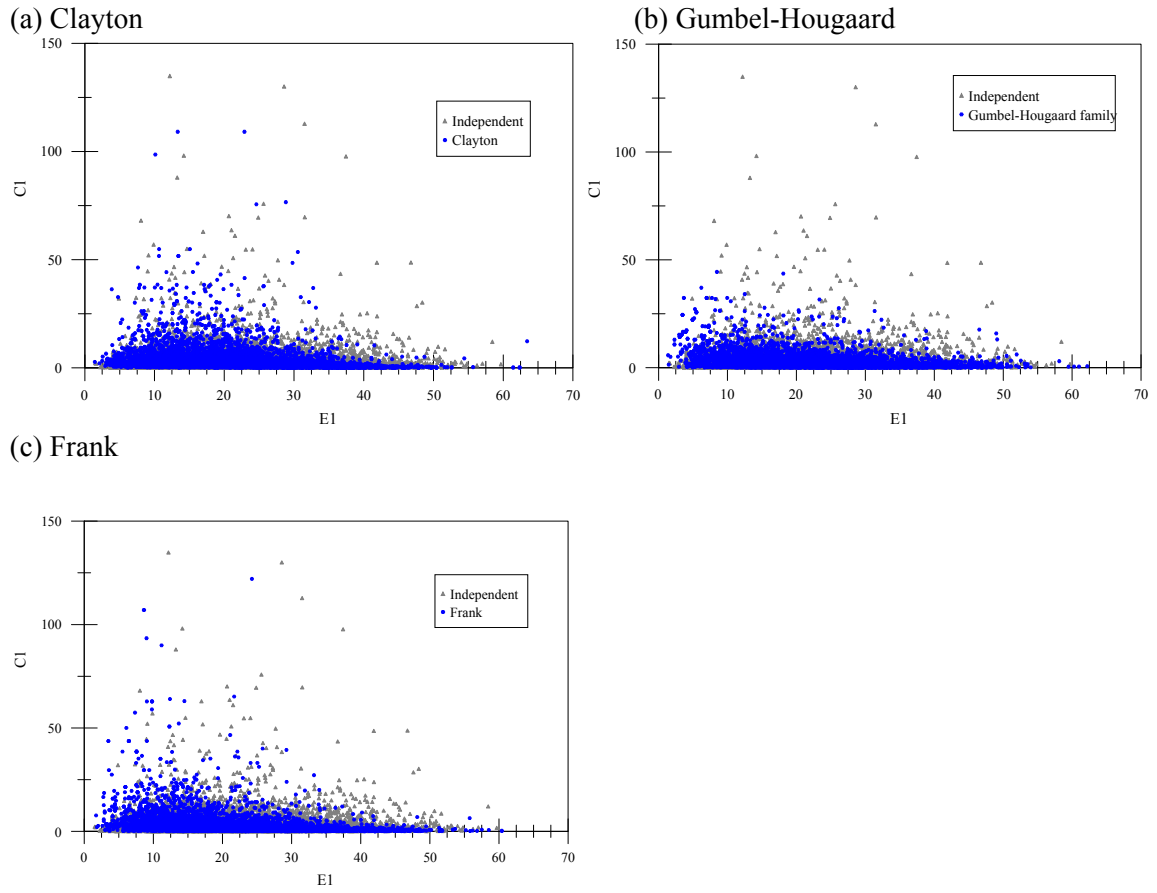 (a) Clayton
150
100
50
0
C1
Independent
Clayton
0 10 20 30 40 50 60 70
E1
(b) Gumbel-Hougaard
150
100
50
0
C1
Independent
Gumbel-Hougaard family
0 10 20 30 40 50 60 70
E1
(c) Frank
150
100
50
0
C1
Independent
Frank
0 10 20 30 40 50 60 70
E1